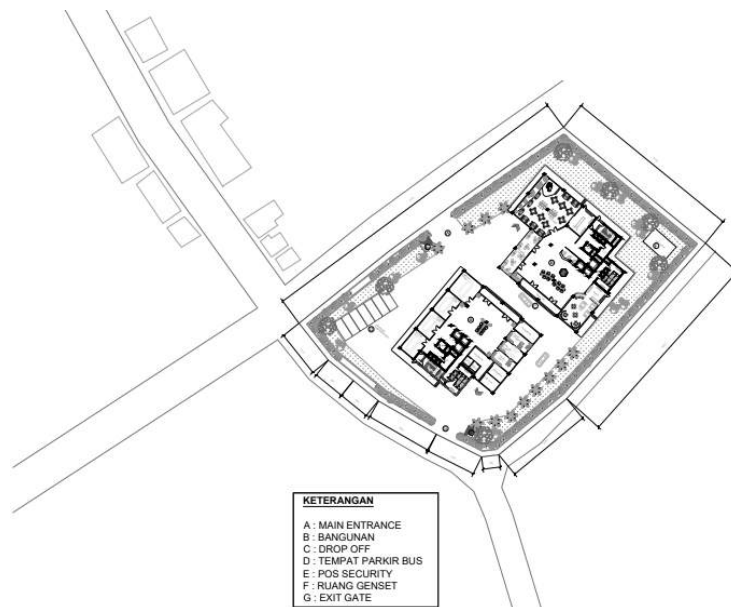 KETERANGAN
A : MAIN ENTRANCE
B : BANGUNAN
C : DROP OFF
D : TEMPAT PARKIR BUS
E : POS SECURITY
F : RUANG GENSET
G : EXIT GATE